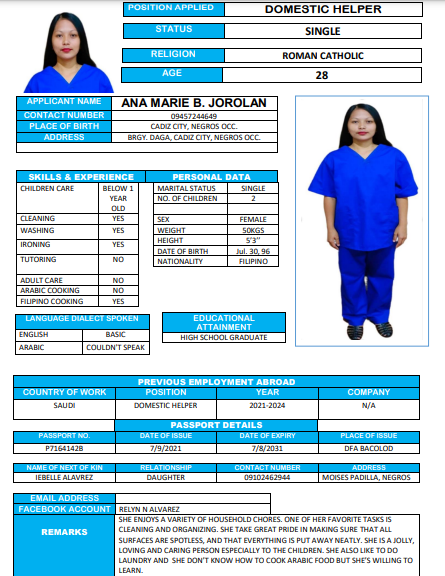 POSITION APPLIED DOMESTIC HELPER
STATUS SINGLE
RELIGION ROMAN CATHOLIC
AGE 28
APPLICANT NAME ANA MARIE B. JOROLAN
CONTACT NUMBER 09457244649
PLACE OF BIRTH CADIZ CITY, NEGROS OCC.
ADDRESS BRGY. DAGA, CADIZ CITY, NEGROS OCC.
SKILLS & EXPERIENCE
CHILDREN CARE BELOW 1
YEAR
OLD
CLEANING YES
WASHING YES
IRONING YES
TUTORING NO
ADULT CARE NO
ARABIC COOKING NO
FILIPINO COOKING YES
PERSONAL DATA
MARITAL STATUS SINGLE
NO. OF CHILDREN 2
SEX FEMALE
WEIGHT 50KGS
HEIGHT 5'3"
DATE OF BIRTH Jul. 30, 96
NATIONALITY FILIPINO
LANGUAGE DIALECT SPOKEN
ENGLISH BASIC
ARABIC COULDN'T SPEAK
EDUCATIONAL
ATTAINMENT
HIGH SCHOOL GRADUATE
PREVIOUS EMPLOYMENT ABROAD
COUNTRY OF WORK POSITION YEAR COMPANY
SAUDI DOMESTIC HELPER 2021-2024 N/A
PASSPORT DETAILS
PASSPORT NO. DATE OF ISSUE DATE OF EXPIRY PLACE OF ISSUE
P7164142B 7/9/2021 7/8/2031 DFA BACOLOD
NAME OF NEXT OF KIN RELATIONSHIP CONTACT NUMBER ADDRESS
IEBELLE ALAVREZ DAUGHTER 09102462944 MOISES PADILLA, NEGROS
EMAIL ADDRESS
FACEBOOK ACCOUNT RELYN N ALVAREZ
REMARKS
SHE ENJOYS A VARIETY OF HOUSEHOLD CHORES. ONE OF HER FAVORITE TASKS IS
CLEANING AND ORGANIZING. SHE TAKE GREAT PRIDE IN MAKING SURE THAT ALL
SURFACES ARE SPOTLESS, AND THAT EVERYTHING IS PUT AWAY NEATLY. SHE IS A JOLLY,
LOVING AND CARING PERSON ESPECIALLY TO THE CHILDREN. SHE ALSO LIKE TO DO
LAUNDRY AND SHE DON'T KNOW HOW TO COOK ARABIC FOOD BUT SHE'S WILLING TO
LEARN.